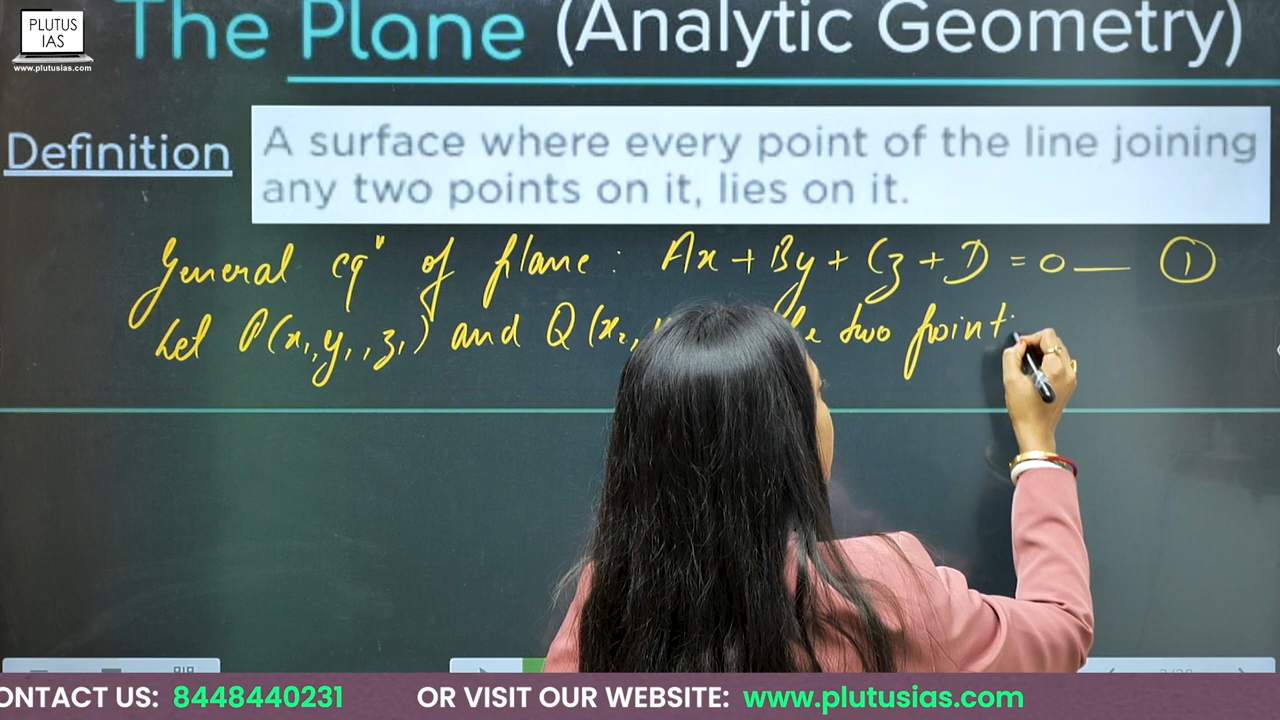 PLUTUS
IAS
www.plutusias.com
The Plane (Analytic Geometry)
Definition
A surface where every point of the line joining
any two points on it, lies on it.
General eqⁿ of plane : Ax + By + Cz + D = 0 — ①
Let P(x₁, y₁, z₁) and Q (x₂, two point
ONTACT US: 8448440231 OR VISIT OUR WEBSITE: www.plutusias.com